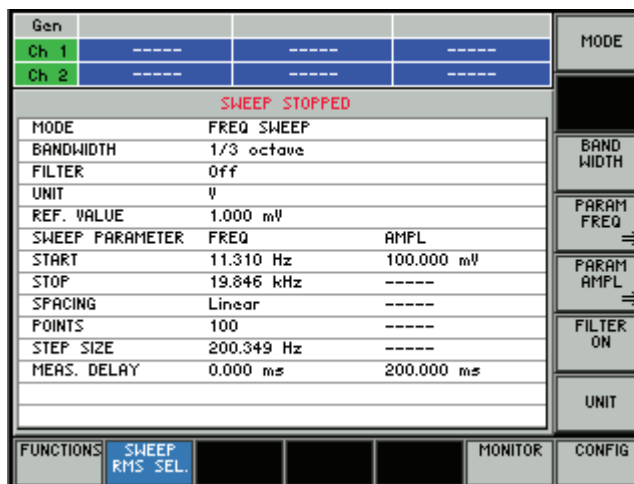 Gen
Ch 1 ----- ----- -----
Ch 2 ----- ----- -----
SWEEP STOPPED
MODE FREQ SWEEP
BANDWIDTH 1/3 octave
FILTER Off
UNIT V
REF. VALUE 1.000 mV
SWEEP PARAMETER FREQ AMPL
START 11.310 Hz 100.000 mV
STOP 19.846 kHz -----
SPACING Linear -----
POINTS 100 -----
STEP SIZE 200.349 Hz -----
MEAS. DELAY 0.000 ms 200.000 ms
MODE
BAND
WIDTH
PARAM
FREQ
PARAM
AMPL
FILTER
ON
UNIT
FUNCTIONS
SWEEP
RMS SEL.
MONITOR
CONFIG